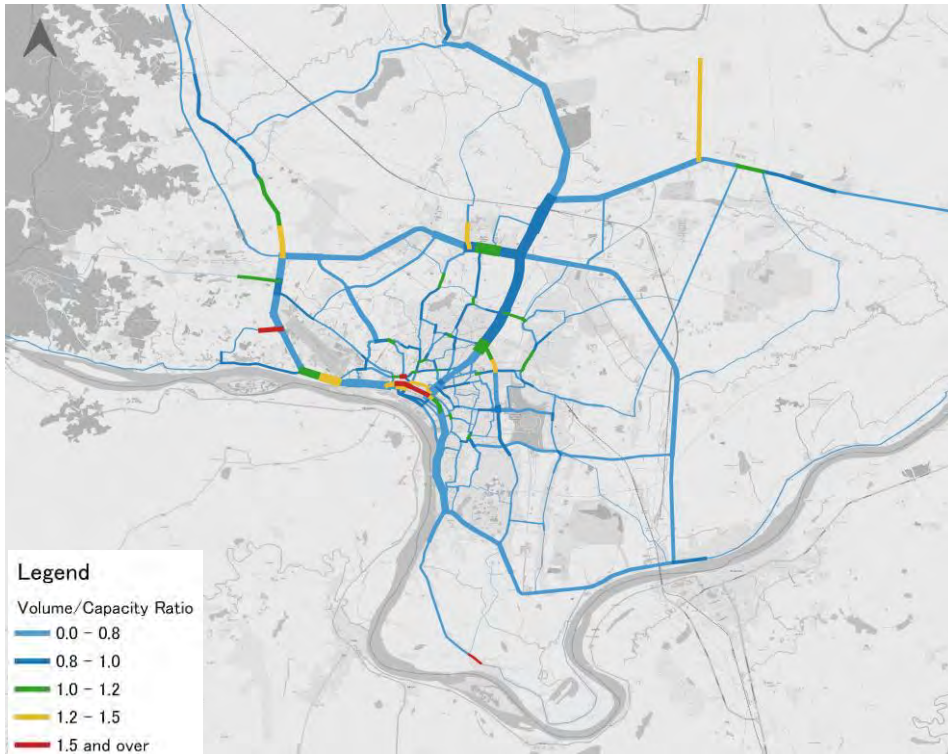 Legend
Volume/Capacity Ratio
0.0 - 0.8
0.8 - 1.0
1.0 - 1.2
1.2 - 1.5
1.5 and over